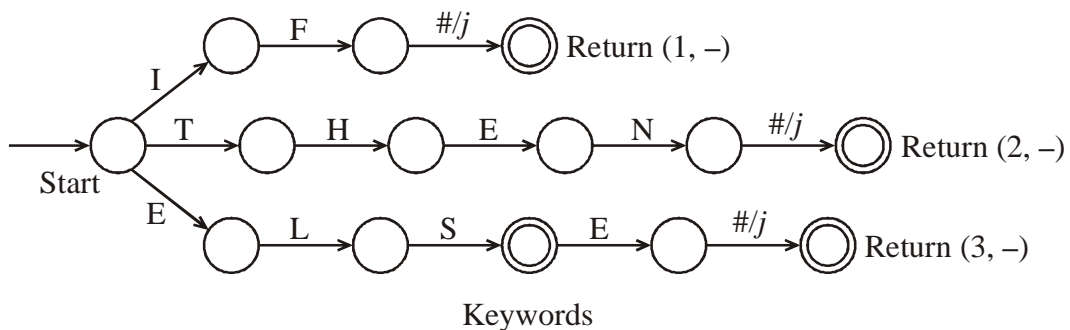 I F #/j Return (1, –)
Start T H E N #/j Return (2, –)
E L S E #/j Return (3, –)
Keywords